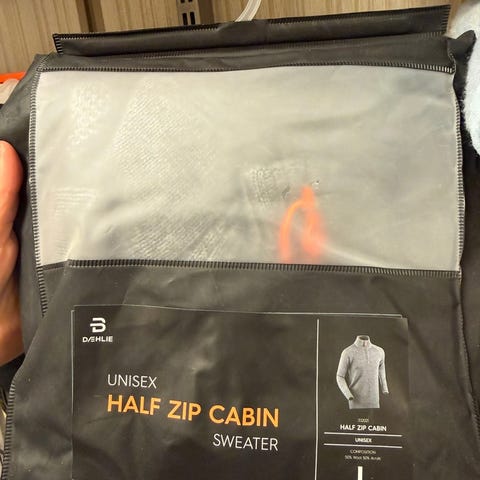 DÆHLIE
UNISEX
HALF ZIP CABIN
SWEATER
HALF ZIP CABIN
UNISEX
COMPOSITION
50% Wool 50% Acrylic
L